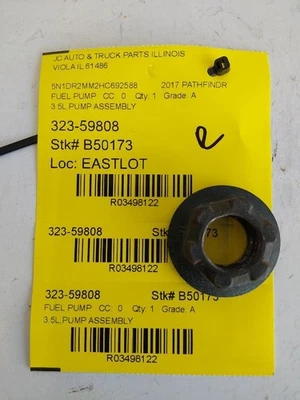 JC AUTO & TRUCK PARTS ILLINOIS
VIOLA IL 61486
5N1DR2MM2HC692588 2017 PATHFINDR
FUEL PUMP CC: 0 Qty: 1 Grade: A
3.5L,PUMP ASSEMBLY
323-59808
Stk# B50173
Loc: EASTLOT
R03498122
323-59808 Stk# 173
R03498122
323-59808 Stk# B50173
FUEL PUMP CC: 0 Qty: 1 Grade: A
3.5L,PUMP ASSEMBLY
R03498122